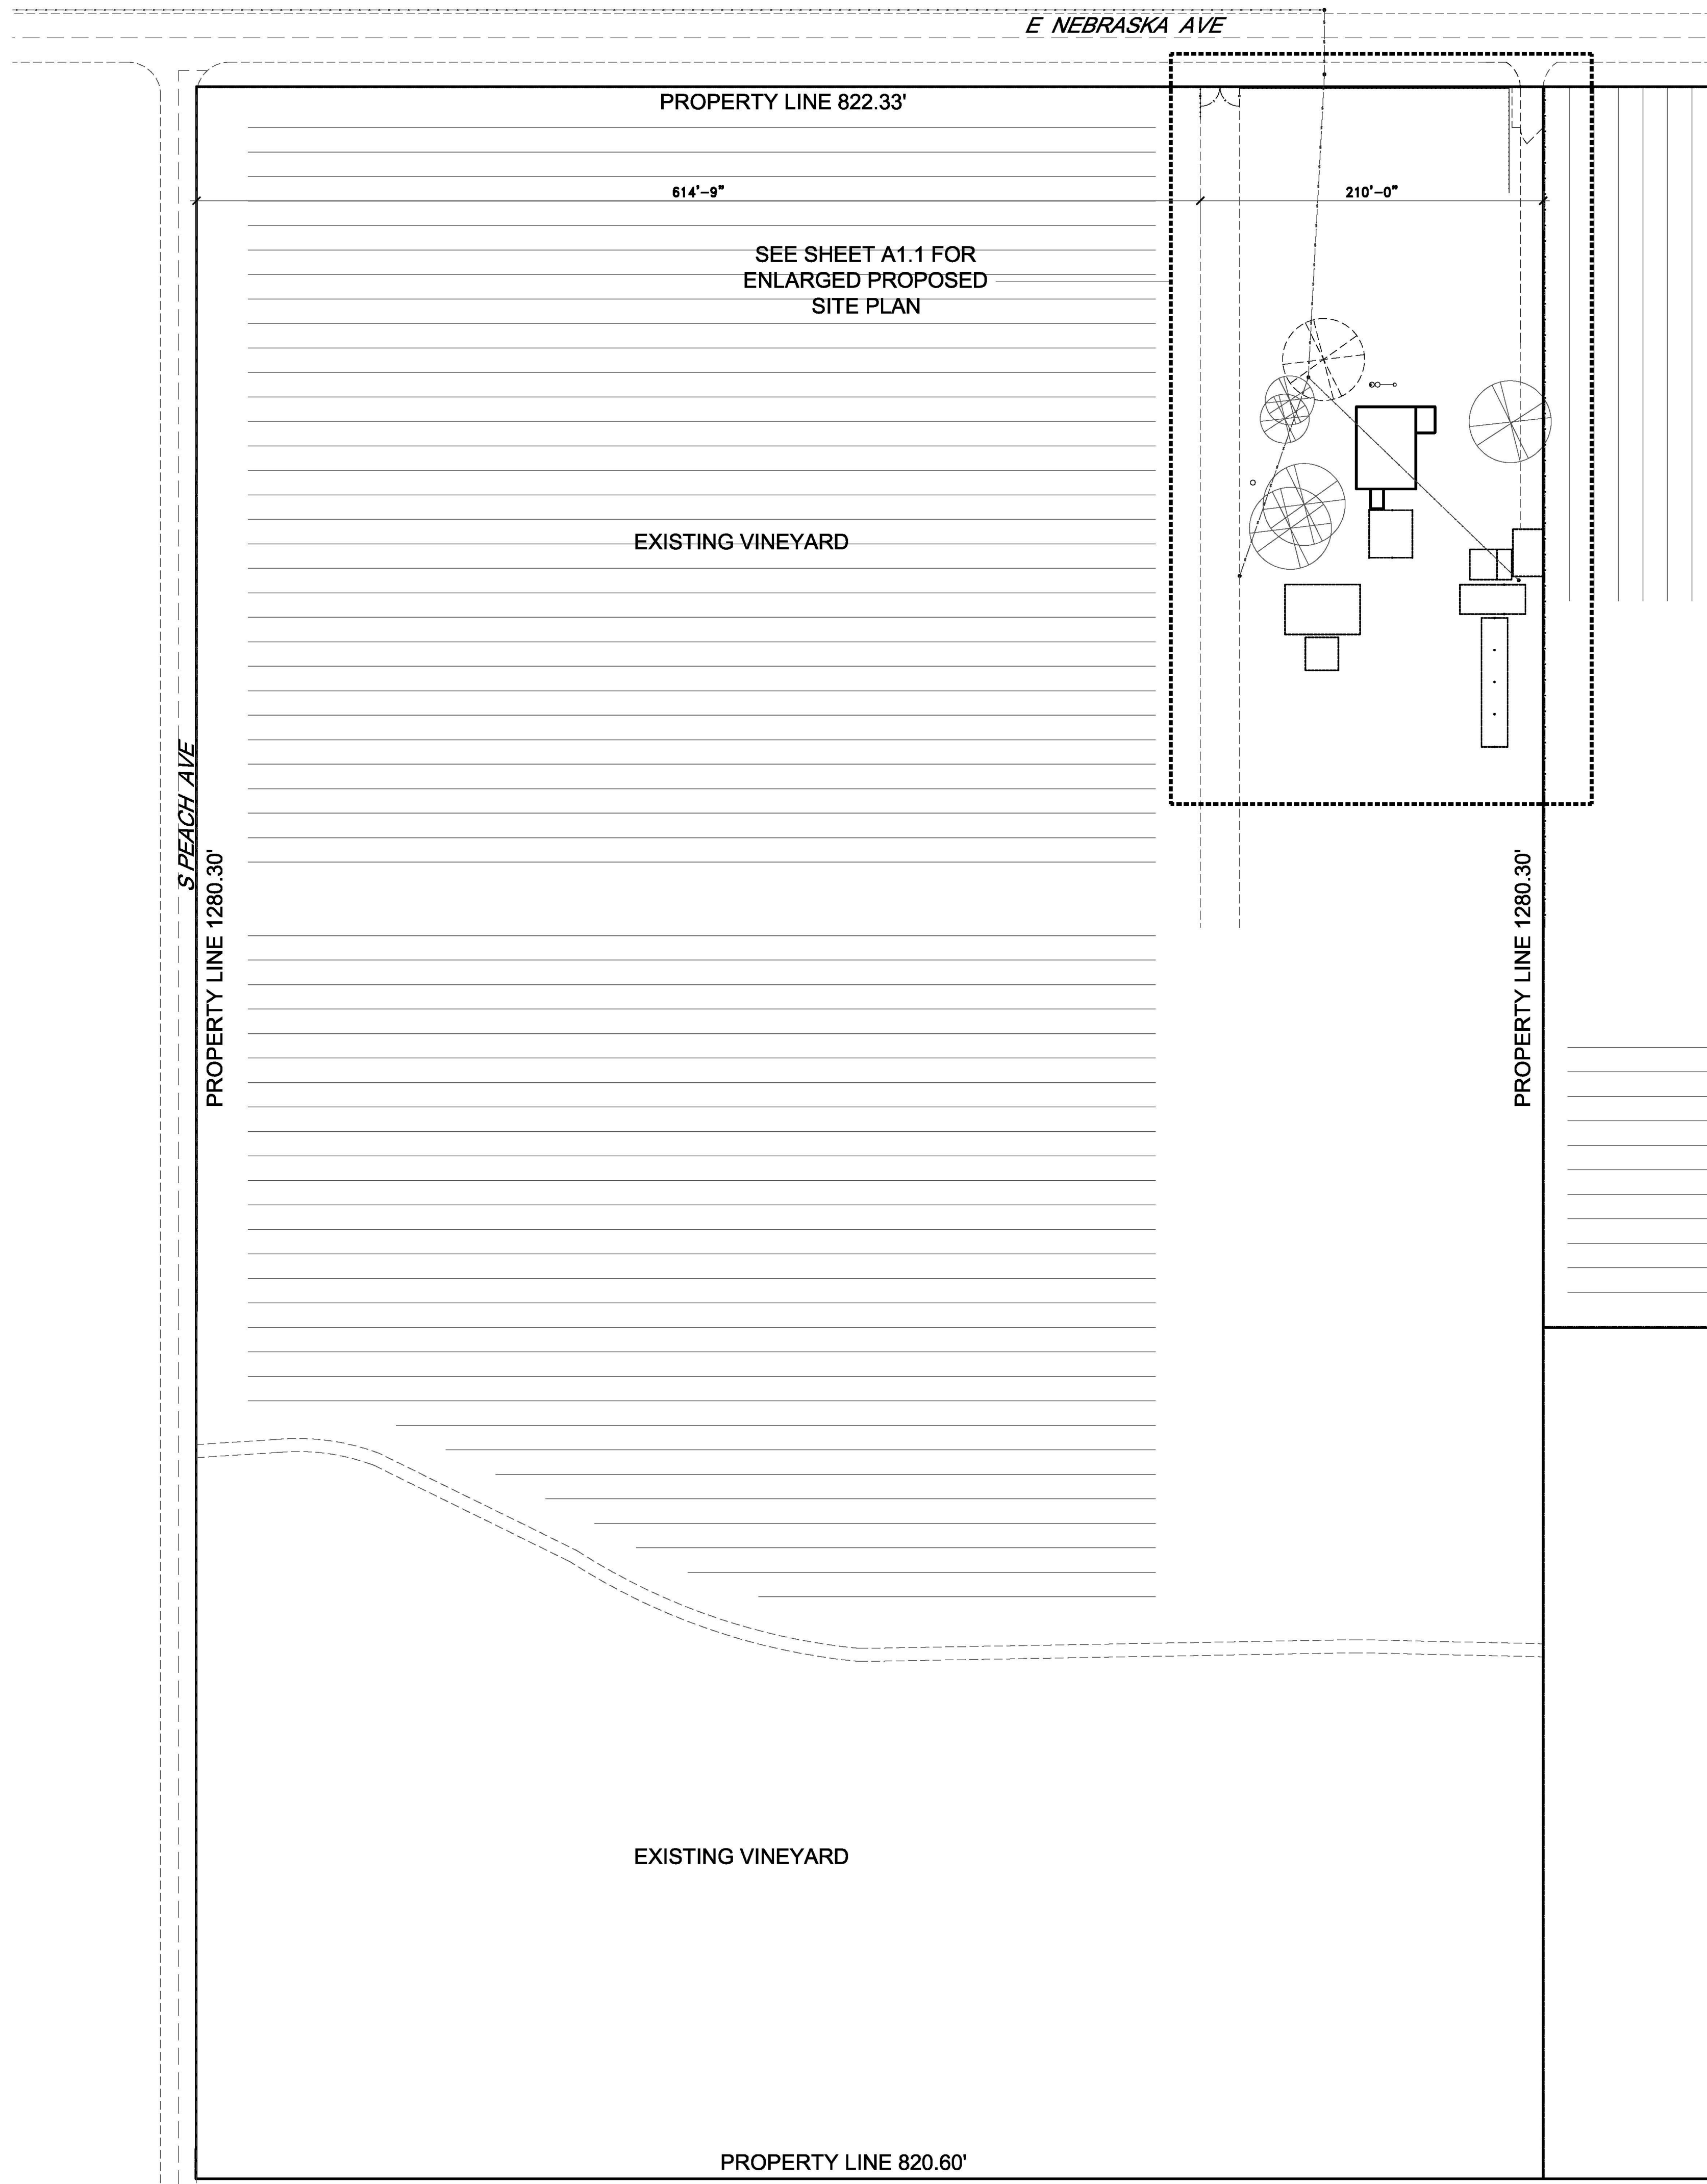 E NEBRASKA AVE
PROPERTY LINE 822.33'
614'-9"
210'-0"
SEE SHEET A1.1 FOR
ENLARGED PROPOSED
SITE PLAN
EXISTING VINEYARD
S PEACH AVE
PROPERTY LINE 1280.30'
PROPERTY LINE 1280.30'
EXISTING VINEYARD
PROPERTY LINE 820.60'